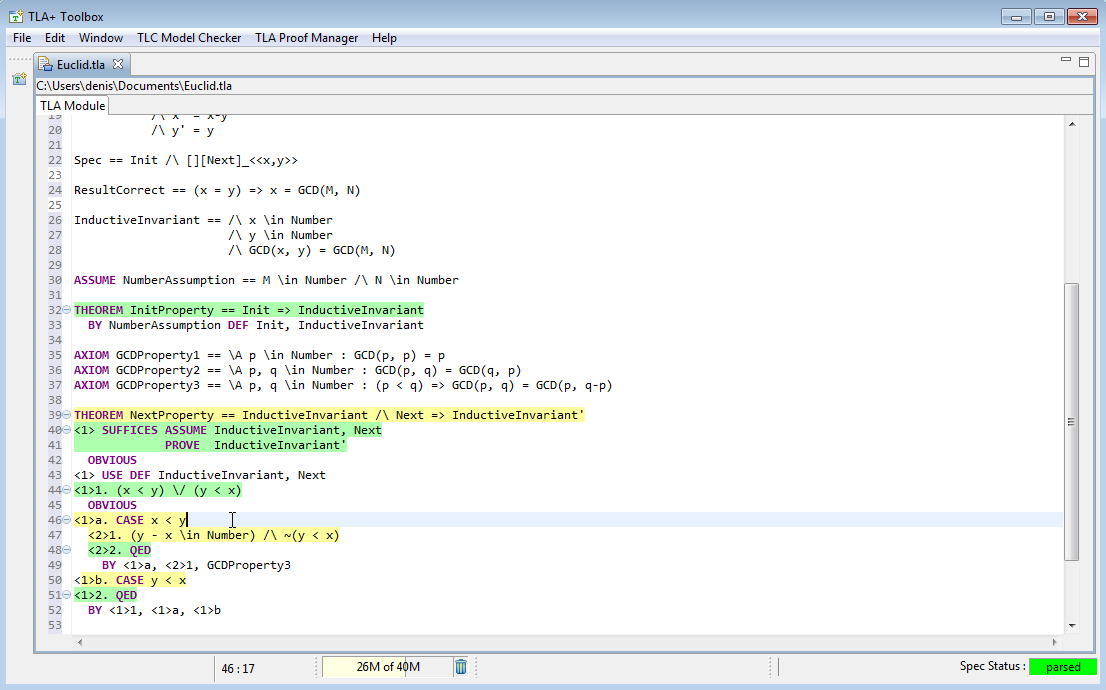 TLA+ Toolbox
File Edit Window TLC Model Checker TLA Proof Manager Help
Euclid.tla
C:\Users\denis\Documents\Euclid.tla
TLA Module
19 /\ x' = x-y
20 /\ y' = y
21
22 Spec == Init /\ [][Next]_<<x,y>>
23
24 ResultCorrect == (x = y) => x = GCD(M, N)
25
26 InductiveInvariant == /\ x \in Number
27 /\ y \in Number
28 /\ GCD(x, y) = GCD(M, N)
29
30 ASSUME NumberAssumption == M \in Number /\ N \in Number
31
32 THEOREM InitProperty == Init => InductiveInvariant
33 BY NumberAssumption DEF Init, InductiveInvariant
34
35 AXIOM GCDProperty1 == \A p \in Number : GCD(p, p) = p
36 AXIOM GCDProperty2 == \A p, q \in Number : GCD(p, q) = GCD(q, p)
37 AXIOM GCDProperty3 == \A p, q \in Number : (p < q) => GCD(p, q) = GCD(p, q-p)
38
39 THEOREM NextProperty == InductiveInvariant /\ Next => InductiveInvariant'
40 <1> SUFFICES ASSUME InductiveInvariant, Next
41 PROVE InductiveInvariant'
42 OBVIOUS
43 <1> USE DEF InductiveInvariant, Next
44 <1>1. (x < y) \/ (y < x)
45 OBVIOUS
46 <1>a. CASE x < y
47 <2>1. (y - x \in Number) /\ ~(y < x)
48 <2>2. QED
49 BY <1>a, <2>1, GCDProperty3
50 <1>b. CASE y < x
51 <1>2. QED
52 BY <1>1, <1>a, <1>b
53
46 : 17
26M of 40M
Spec Status : parsed